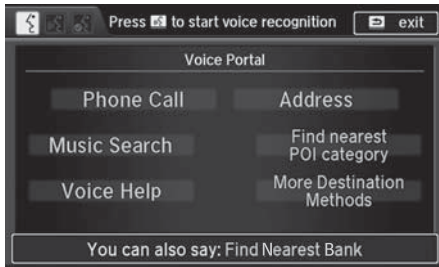 Press to start voice recognition exit
Voice Portal
Phone Call Address
Music Search Find nearest
POI category
Voice Help More Destination
Methods
You can also say: Find Nearest Bank